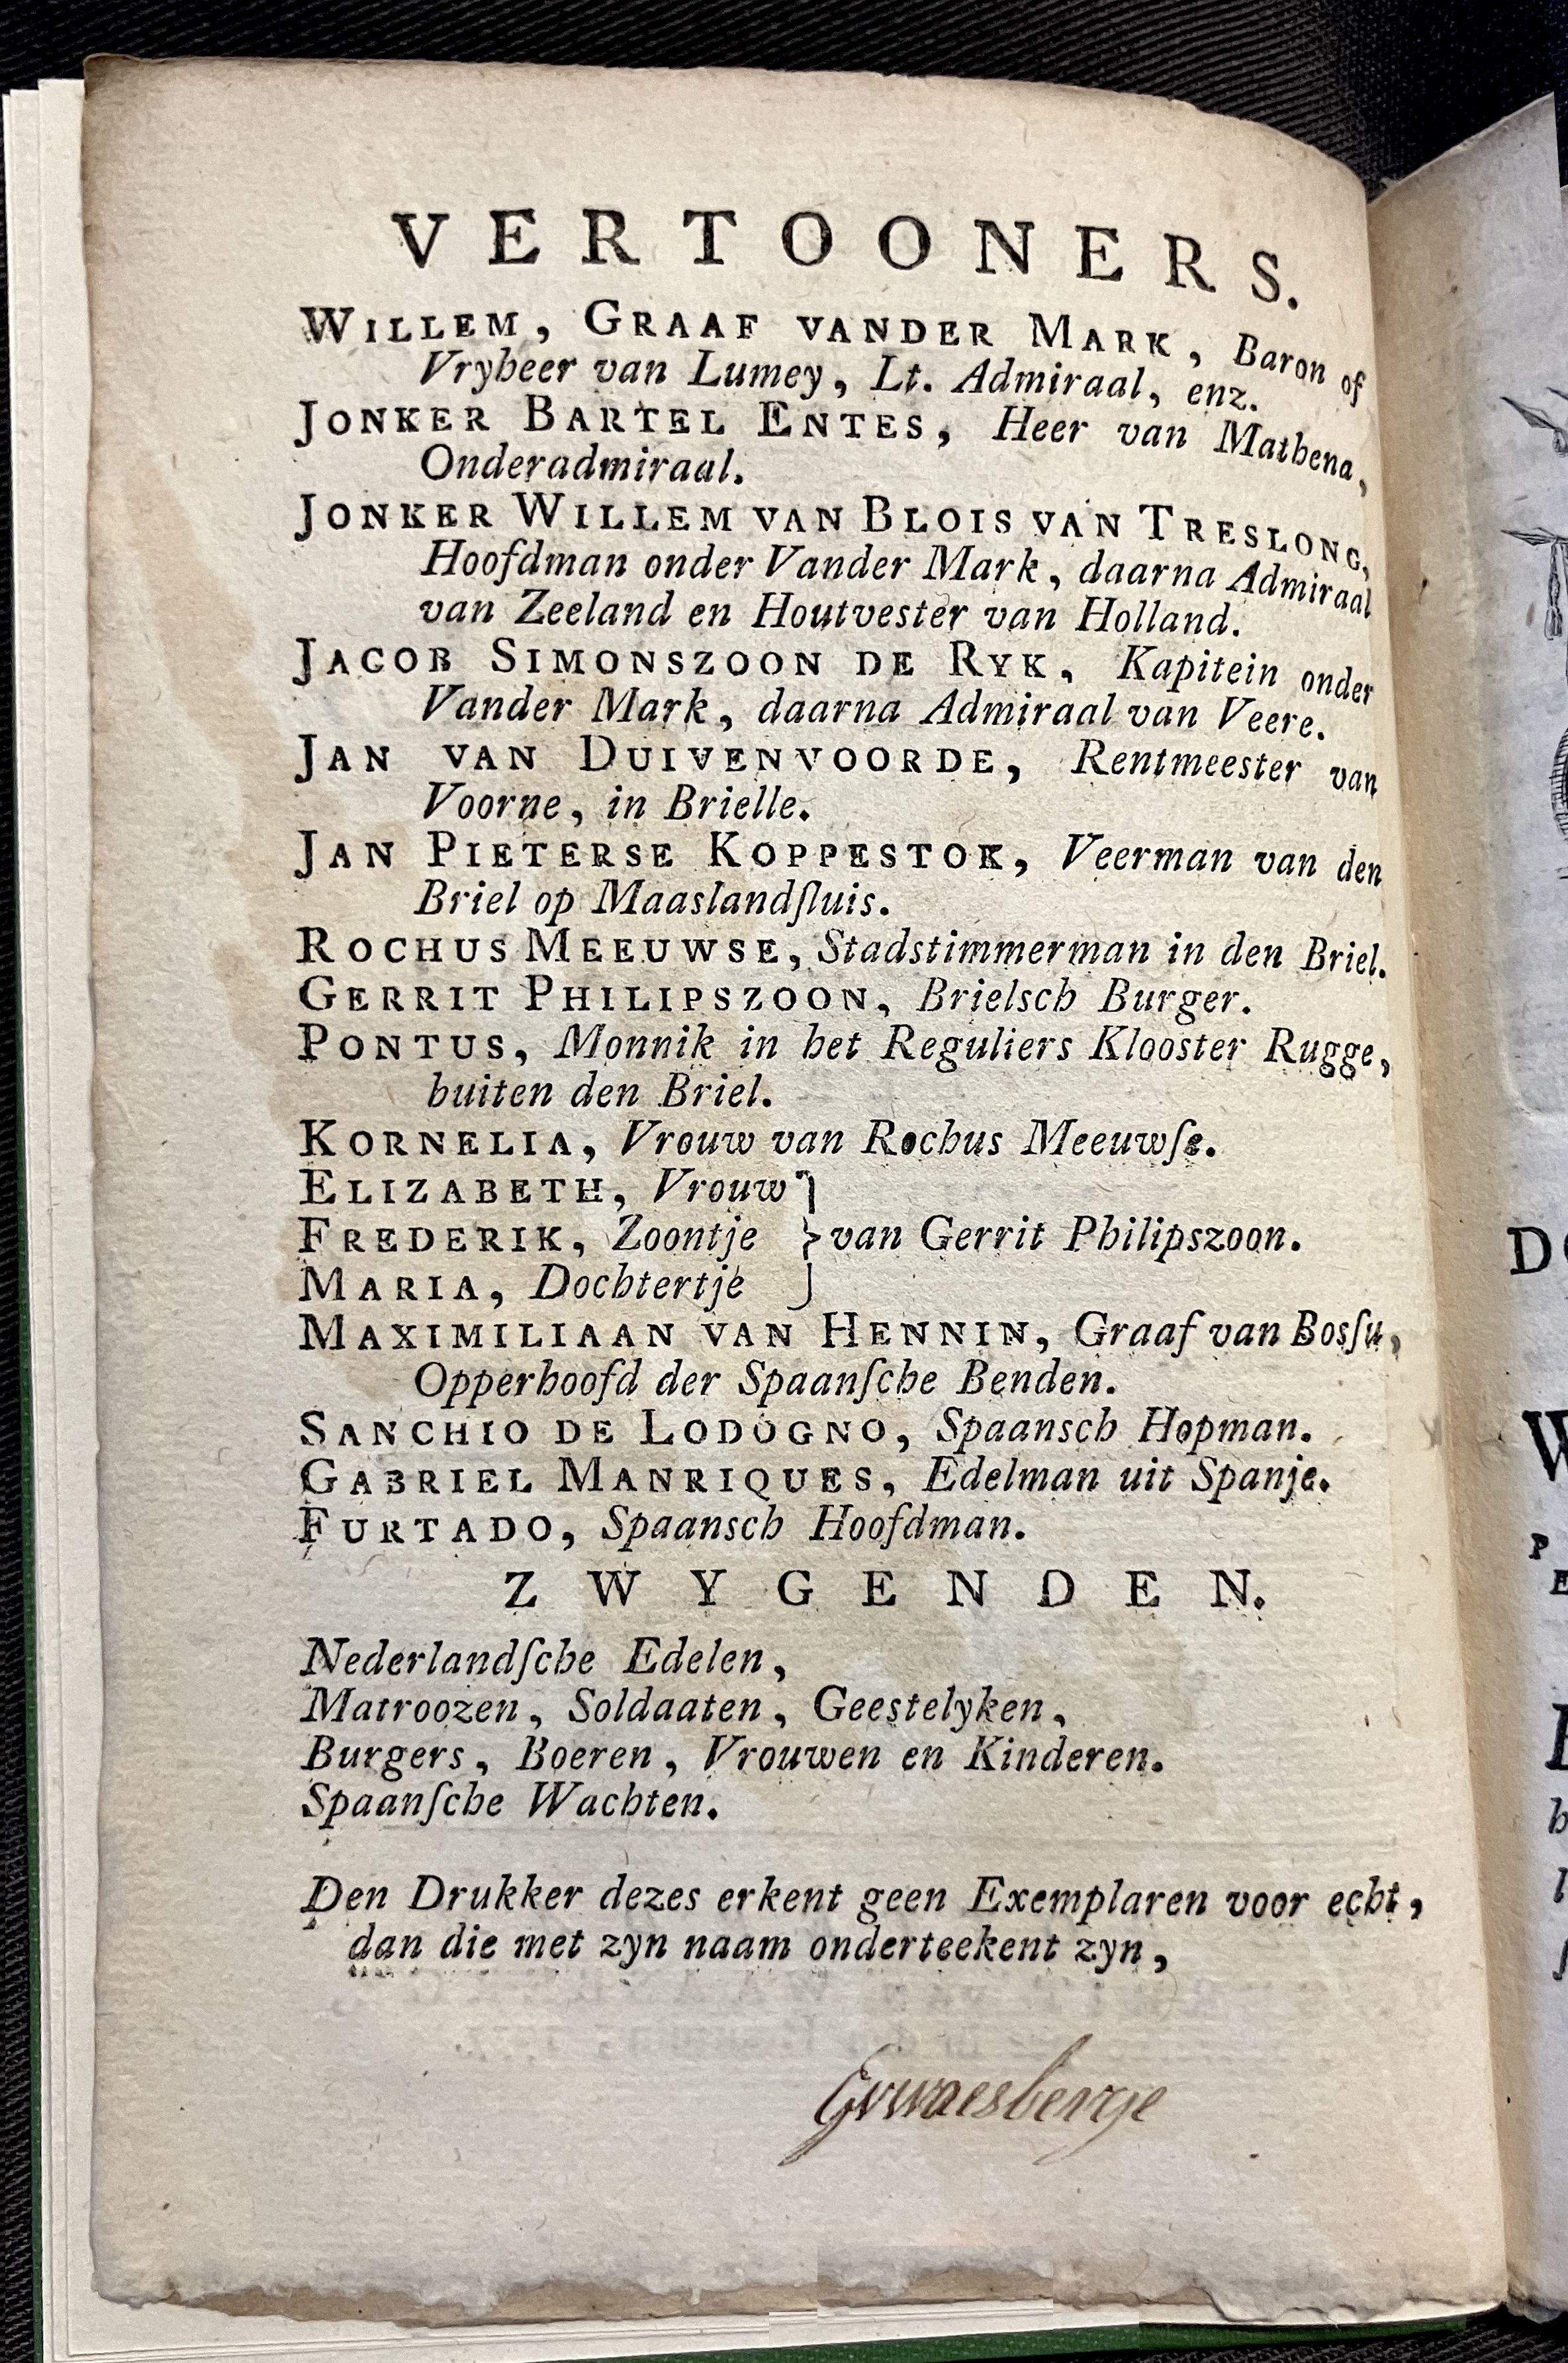 VERTOONERS.
WILLEM, GRAAF VANDER MARK, Baron of
Vryheer van Lumey, Lt. Admiraal, enz.
JONKER BARTEL ENTES, Heer van Mathena,
Onderadmiraal.
JONKER WILLEM VAN BLOIS VAN TRESLONG,
Hoofdman onder Vander Mark, daarna Admiraal
van Zeeland en Houtvester van Holland.
JACOB SIMONSZOON DE RYK, Kapitein onder
Vander Mark, daarna Admiraal van Veere.
JAN VAN DUIVENVOORDE, Rentmeester van
Voorne, in Brielle.
JAN PIETERSE KOPPESTOK, Veerman van den
Briel op Maaslandſluis.
ROCHUS MEEUWSE, Stadstimmerman in den Briel.
GERRIT PHILIPSZOON, Brielsch Burger.
PONTUS, Monnik in het Reguliers Klooster Rugge,
buiten den Briel.
KORNELIA, Vrouw van Rochus Meeuwſe.
ELIZABETH, Vrouw
FREDERIK, Zoontje } van Gerrit Philipszoon.
MARIA, Dochtertje
MAXIMILIAAN VAN HENNIN, Graaf van Bosſu,
Opperhoofd der Spaanſche Benden.
SANCHIO DE LODOGNO, Spaansch Hopman.
GABRIEL MANRIQUES, Edelman uit Spanje.
FURTADO, Spaansch Hoofdman.
ZWYGENDEN.
Nederlandſche Edelen,
Matroozen, Soldaaten, Geestelyken,
Burgers, Boeren, Vrouwen en Kinderen.
Spaanſche Wachten.
Den Drukker dezes erkent geen Exemplaren voor echt,
dan die met zyn naam onderteekent zyn,